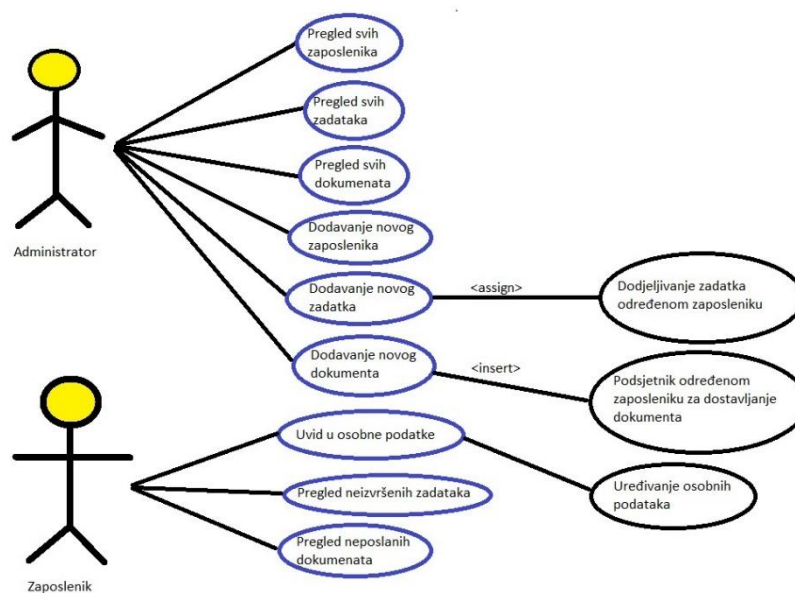 Pregled svih
zaposlenika
Pregled svih
zadataka
Pregled svih
dokumenata
Administrator
Dodavanje novog
zaposlenika
Dodavanje novog
zadatka
<assign>
Dodjeljivanje zadatka
određenom zaposleniku
Dodavanje novog
dokumenta
<insert>
Podsjetnik određenom
zaposleniku za dostavljanje
dokumenta
Uvid u osobne podatke
Uređivanje osobnih
podataka
Pregled neizvršenih zadataka
Pregled neposlanih
dokumenata
Zaposlenik